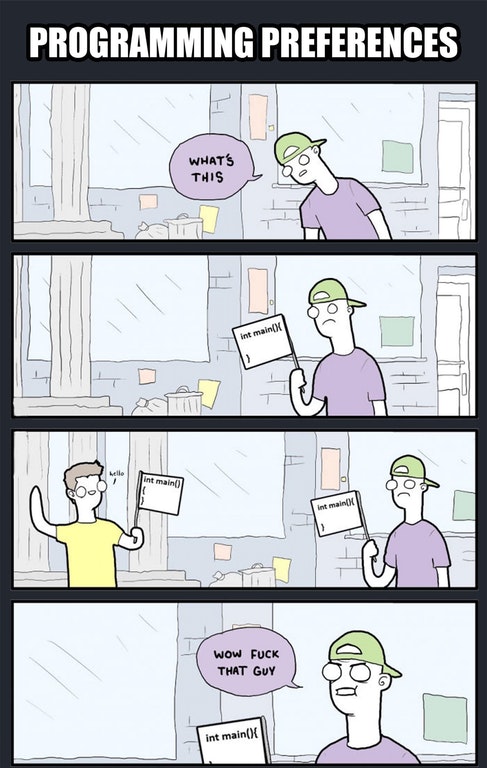 PROGRAMMING PREFERENCES
WHAT'S
THIS
int main(){
}
hello
int main()
{
}
int main(){
}
WOW FUCK
THAT GUY
int main(){